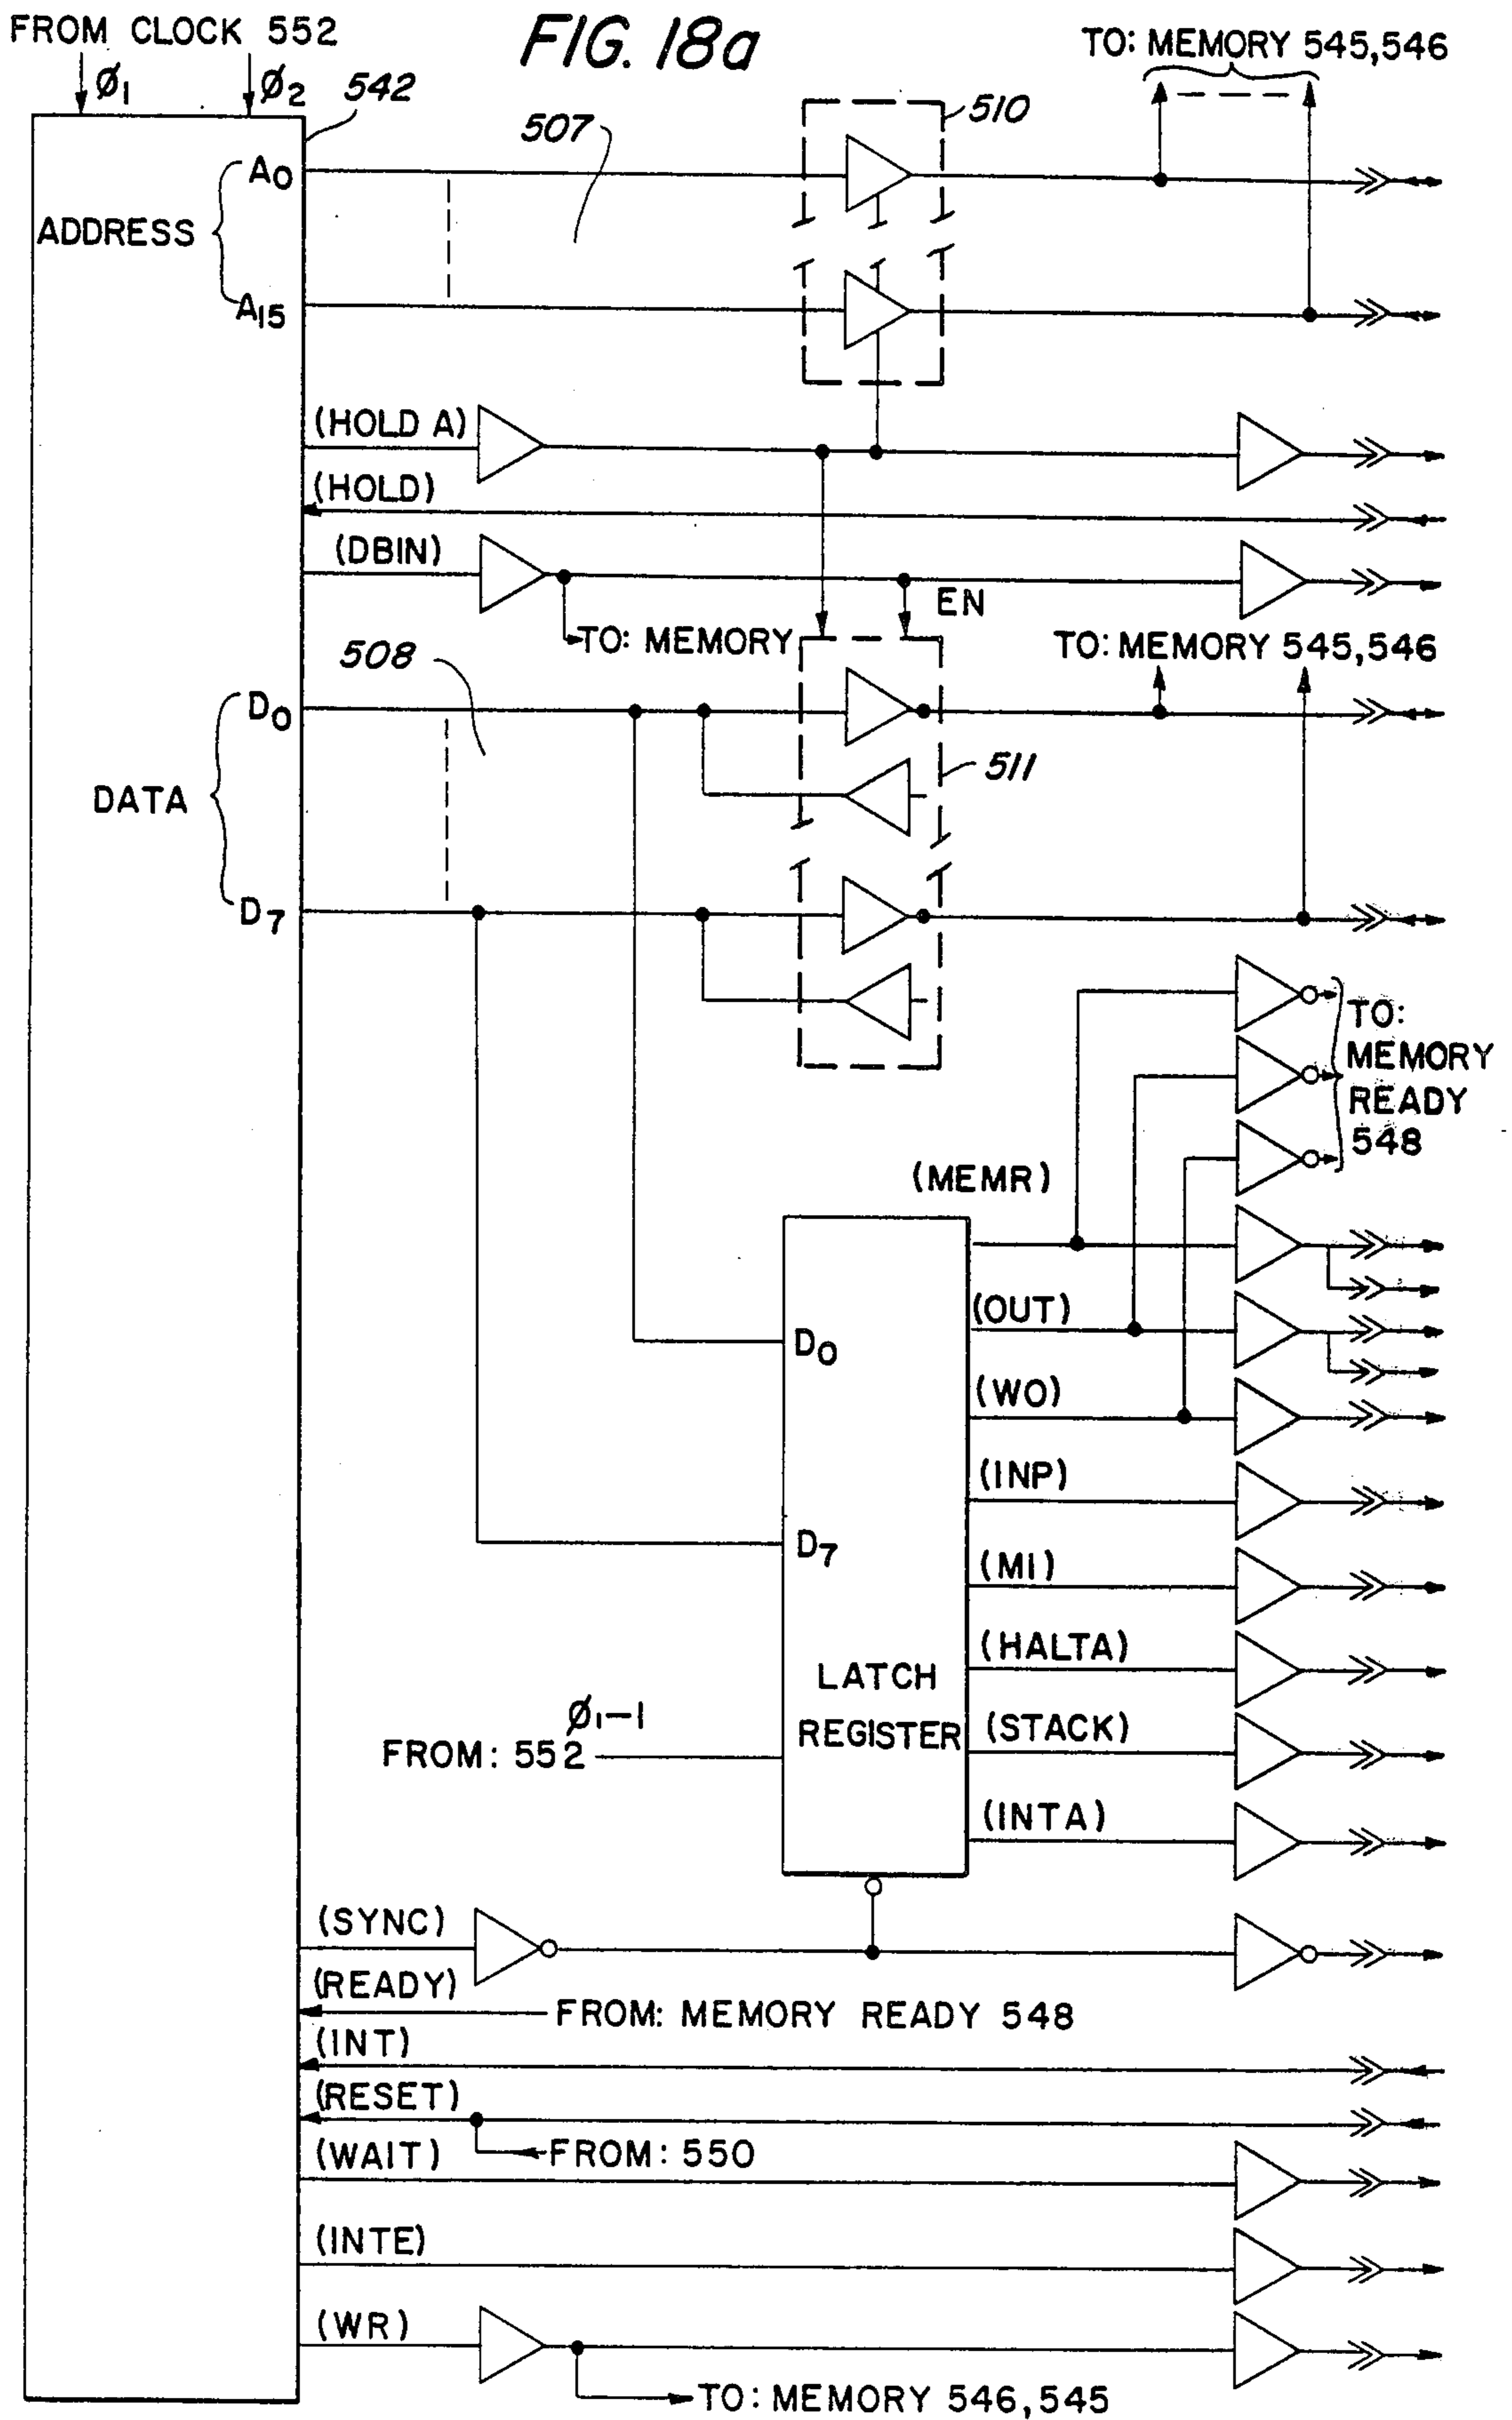 FROM CLOCK 552
FIG. 18a
TO: MEMORY 545,546
Ø1
Ø2
542
507
510
A0
ADDRESS
A15
(HOLD A)
(HOLD)
(DBIN)
EN
TO: MEMORY
TO: MEMORY 545,546
508
D0
511
DATA
D7
TO:
MEMORY
READY
548
(MEMR)
(OUT)
D0
(WO)
(INP)
D7
(MI)
(HALTA)
LATCH
REGISTER
(STACK)
Ø1-1
FROM: 552
(INTA)
(SYNC)
(READY)
FROM: MEMORY READY 548
(INT)
(RESET)
FROM: 550
(WAIT)
(INTE)
(WR)
TO: MEMORY 546,545